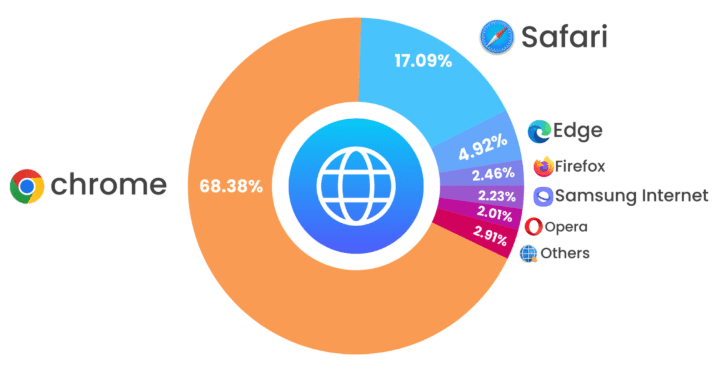 Safari
17.09%
Edge
4.92%
Firefox
2.46%
chrome
68.38%
Samsung Internet
2.23%
2.01%
Opera
2.91%
Others